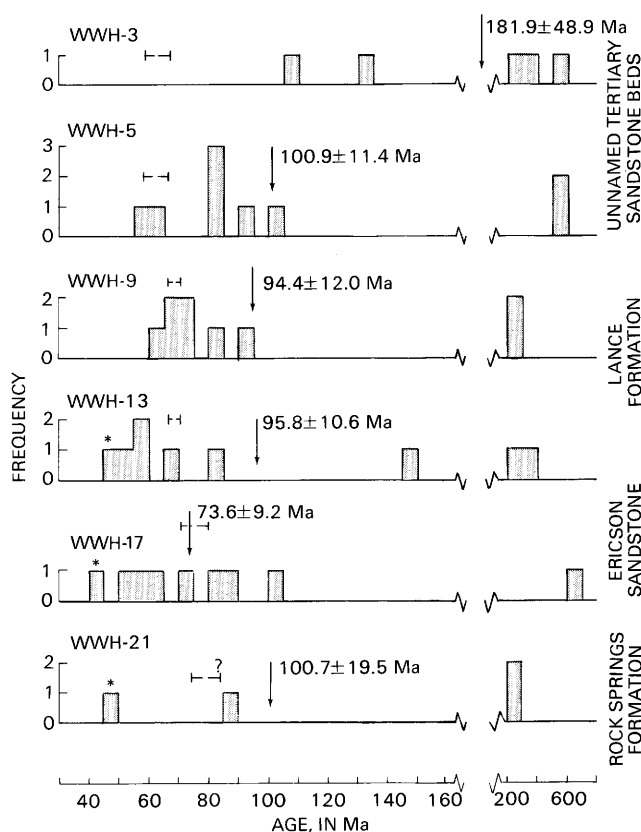 WWH-3
181.9±48.9 Ma
1
0
WWH-5
100.9±11.4 Ma
3
2
1
0
WWH-9
94.4±12.0 Ma
2
1
0
WWH-13
95.8±10.6 Ma
*
2
1
0
WWH-17
73.6±9.2 Ma
*
1
0
WWH-21
?
100.7±19.5 Ma
*
2
1
0
40 60 80 100 120 140 160 200 600
AGE, IN Ma
FREQUENCY
UNNAMED TERTIARY
SANDSTONE BEDS
LANCE
FORMATION
ERICSON
SANDSTONE
ROCK SPRINGS
FORMATION